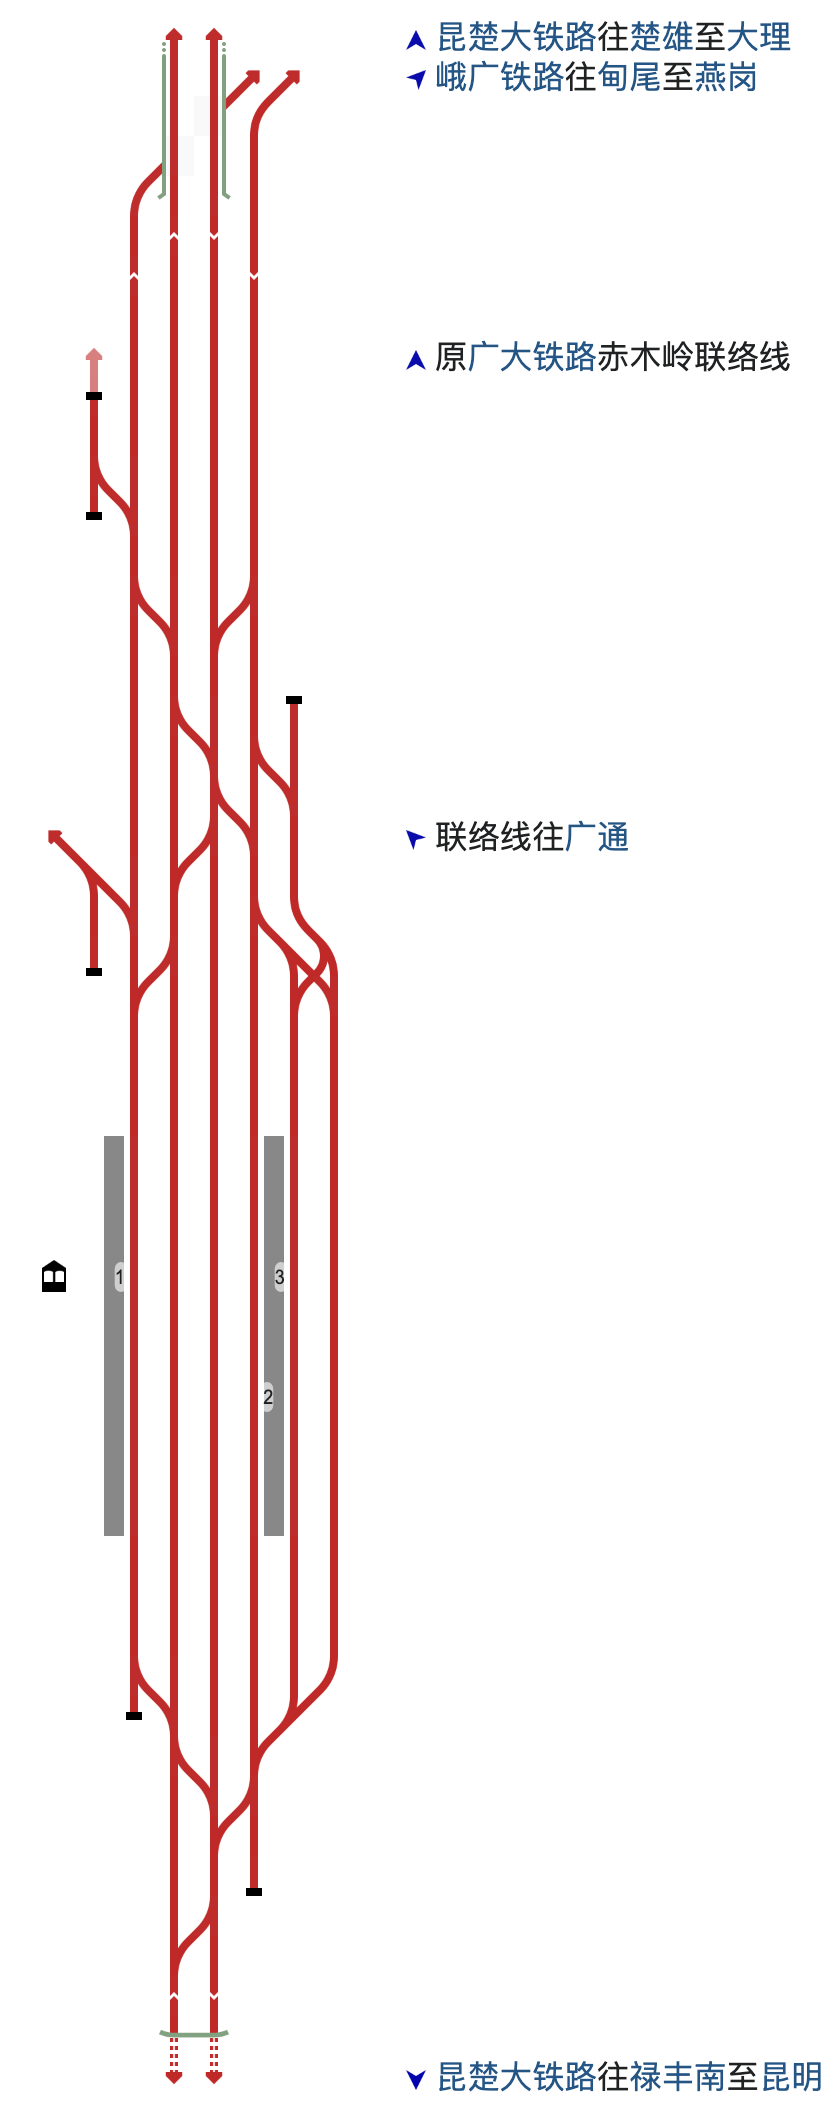 昆楚大铁路往楚雄至大理
峨广铁路往甸尾至燕岗
原广大铁路赤木岭联络线
联络线往广通
1
3
2
昆楚大铁路往禄丰南至昆明